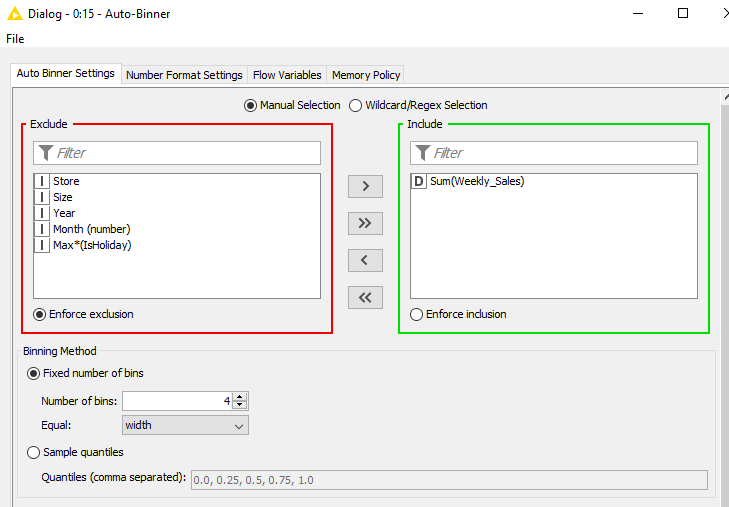 Dialog - 0:15 - Auto-Binner
File
Auto Binner Settings Number Format Settings Flow Variables Memory Policy
Manual Selection Wildcard/Regex Selection
Exclude
Filter
I Store
I Size
I Year
I Month (number)
I Max*(IsHoliday)
Enforce exclusion
>
>>
<
<<
Include
Filter
D Sum(Weekly_Sales)
Enforce inclusion
Binning Method
Fixed number of bins
Number of bins: 4
Equal: width
Sample quantiles
Quantiles (comma separated): 0.0, 0.25, 0.5, 0.75, 1.0